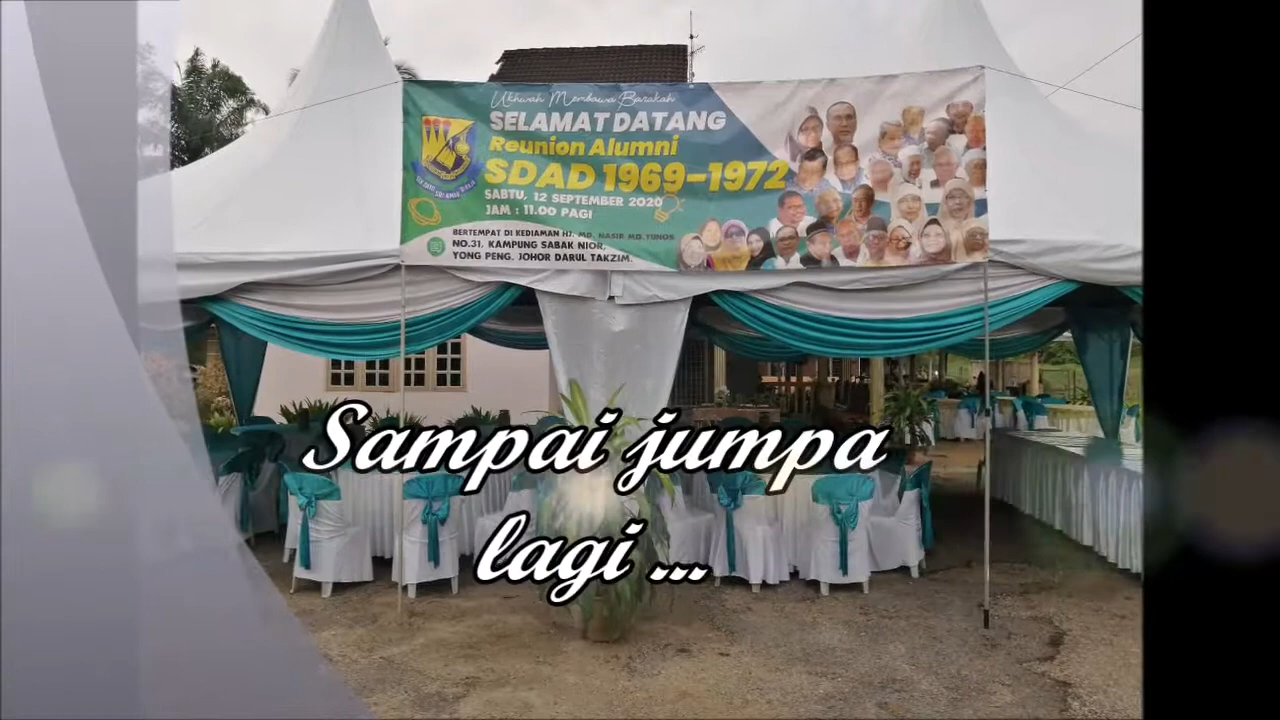 Ukhwah Membawa Barakah
SELAMAT DATANG
Reunion Alumni
SDAD 1969-1972
SABTU, 12 SEPTEMBER 2020
JAM : 11.00 PAGI
BERTEMPAT DI KEDIAMAN HJ. MD. NASIR MD.YUNOS
NO.31, KAMPUNG SABAK NIOR,
YONG PENG, JOHOR DARUL TAKZIM.
Sampai jumpa
lagi ...